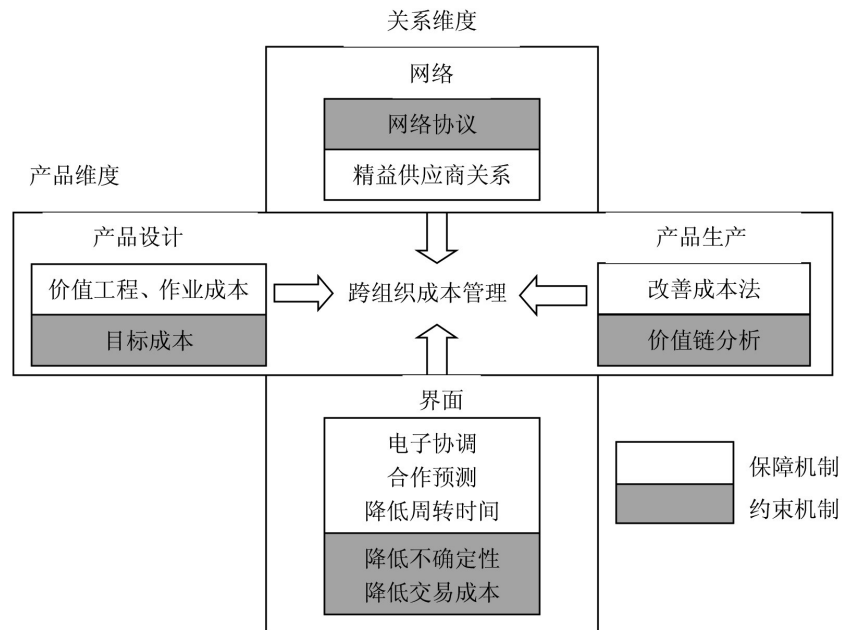 关系维度
网络
网络协议
精益供应商关系
产品维度
产品设计
价值工程、作业成本
目标成本
跨组织成本管理
产品生产
改善成本法
价值链分析
界面
电子协调
合作预测
降低周转时间
降低不确定性
降低交易成本
保障机制
约束机制